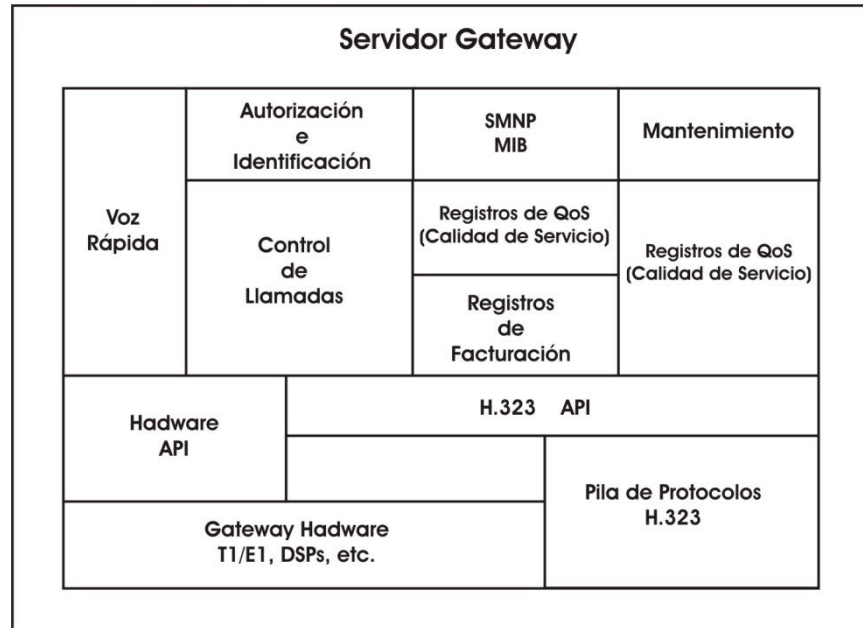 Servidor Gateway
Voz
Rápida
Autorización
e
Identificación
SMNP
MIB
Mantenimiento
Control
de
Llamadas
Registros de QoS
(Calidad de Servicio)
Registros
de
Facturación
Registros de QoS
(Calidad de Servicio)
Hadware
API
H.323 API
Gateway Hadware
T1/E1, DSPs, etc.
Pila de Protocolos
H.323